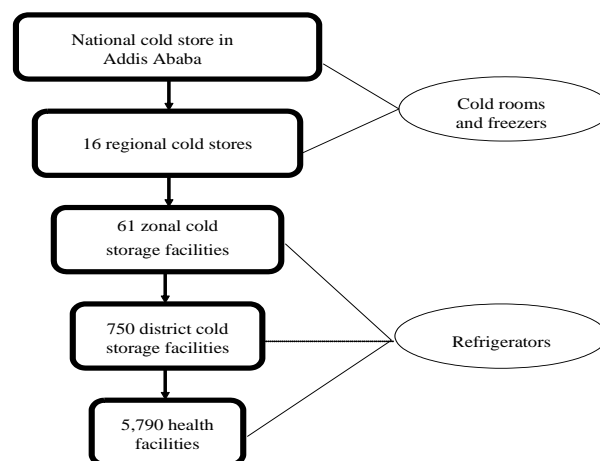 National cold store in
Addis Ababa
Cold rooms
and freezers
16 regional cold stores
61 zonal cold
storage facilities
750 district cold
storage facilities
Refrigerators
5,790 health
facilities